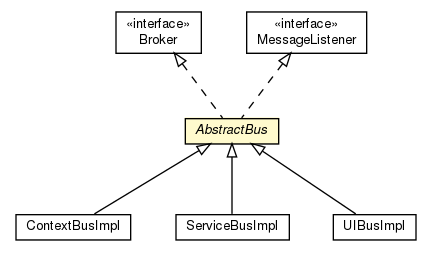 «interface»
Broker
«interface»
MessageListener
AbstractBus
ContextBusImpl
ServiceBusImpl
UIBusImpl